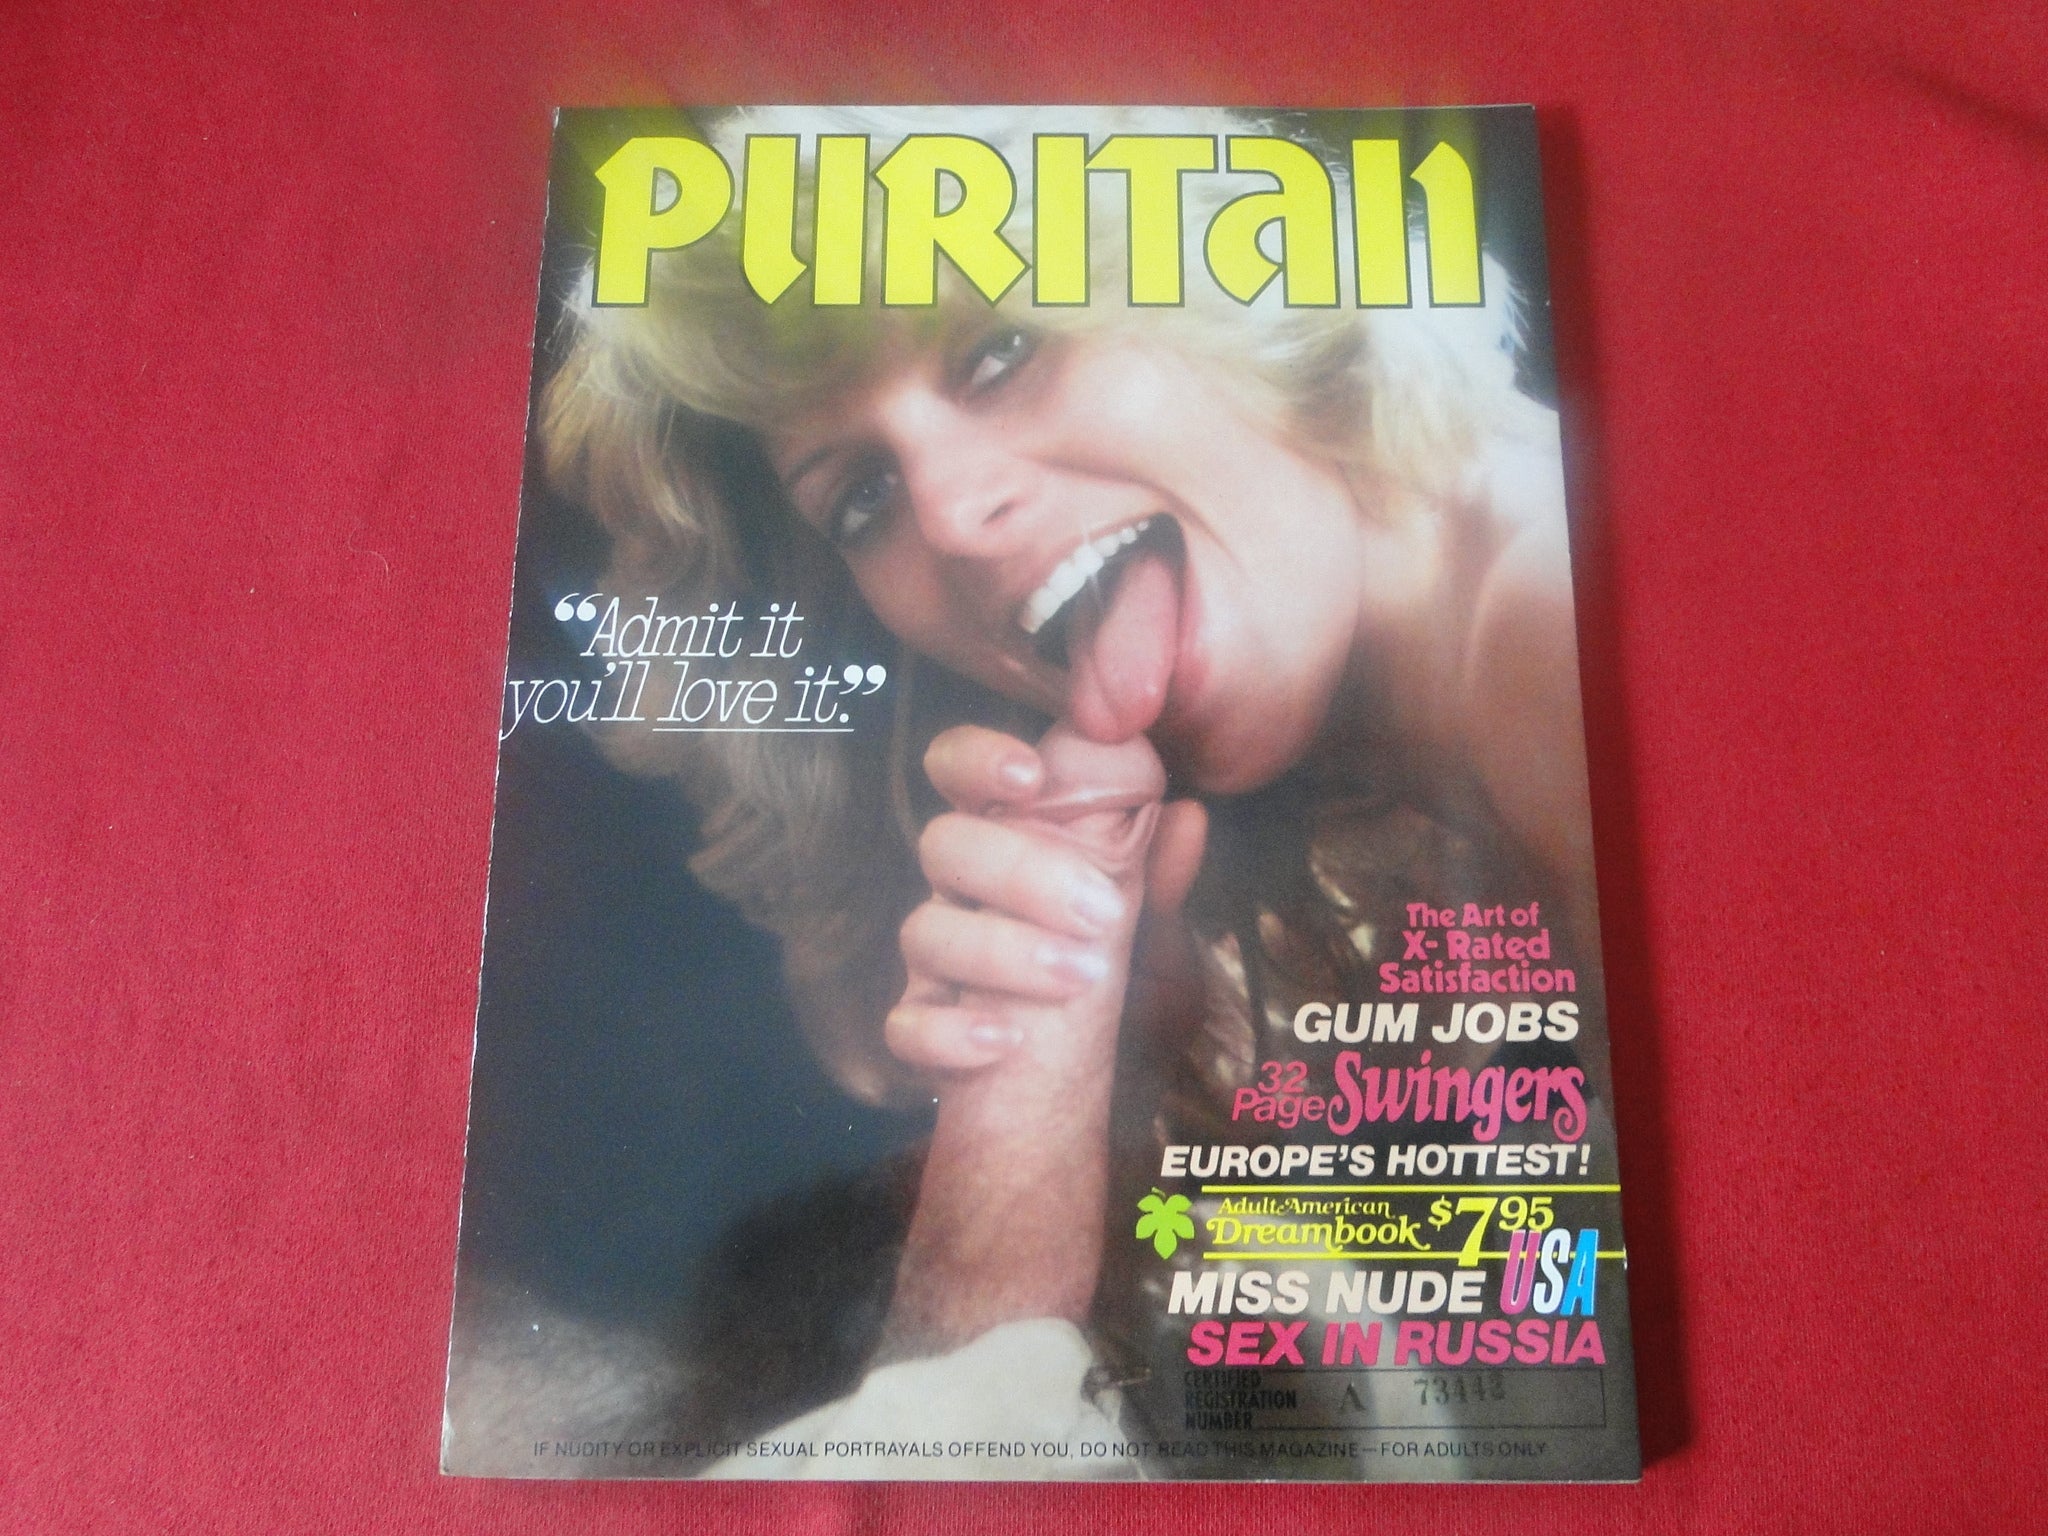 PURITAN
“Admit it
you'll love it.”
The Art of
X-Rated
Satisfaction
GUM JOBS
32
Page Swingers
EUROPE'S HOTTEST!
Adult American
Dreambook $7.95
MISS NUDE USA
SEX IN RUSSIA
CERTIFIED
REGISTRATION
NUMBER
A 73442
IF NUDITY OR EXPLICIT SEXUAL PORTRAYALS OFFEND YOU, DO NOT READ THIS MAGAZINE—FOR ADULTS ONLY